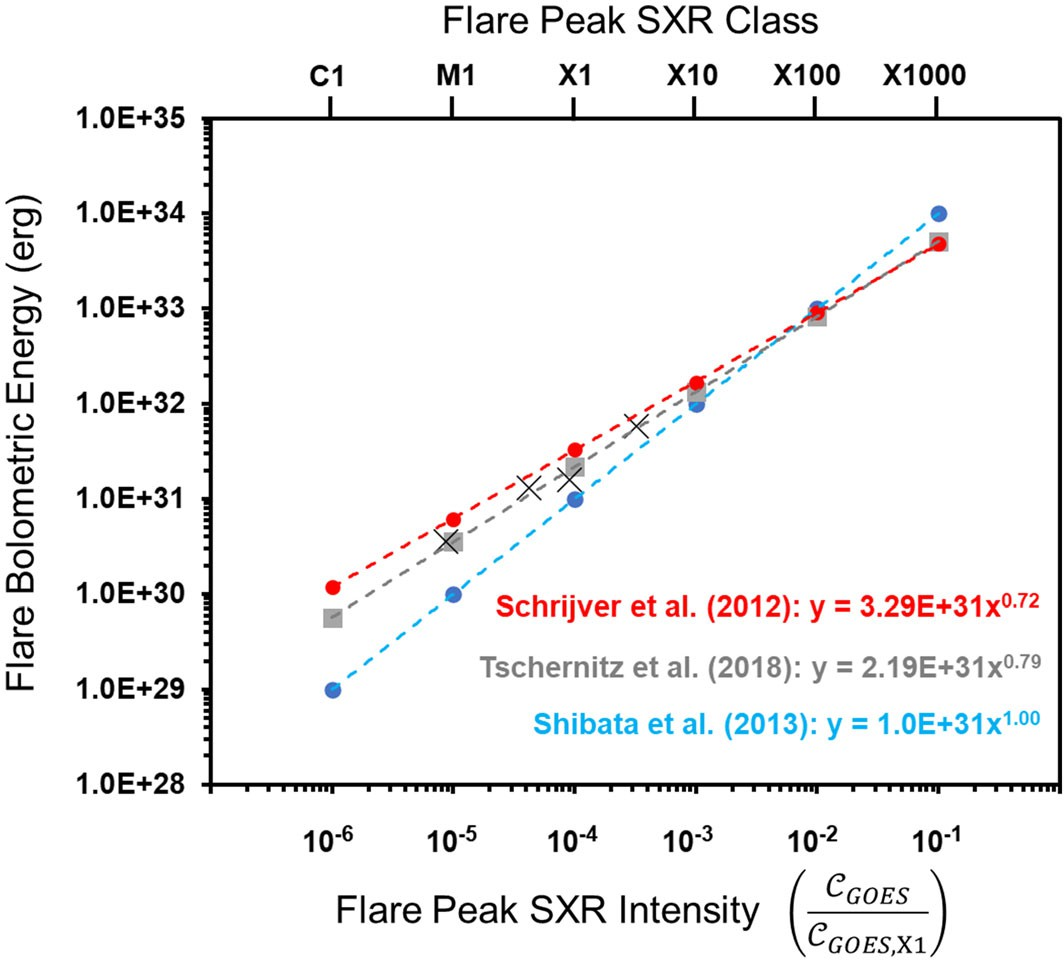 Flare Peak SXR Class
C1 M1 X1 X10 X100 X1000
Flare Bolometric Energy (erg)
1.0E+35
1.0E+34
1.0E+33
1.0E+32
1.0E+31
1.0E+30
1.0E+29
1.0E+28
Schrijver et al. (2012): y = 3.29E+31x^0.72
Tschernitz et al. (2018): y = 2.19E+31x^0.79
Shibata et al. (2013): y = 1.0E+31x^1.00
10^-6 10^-5 10^-4 10^-3 10^-2 10^-1
Flare Peak SXR Intensity (𝒞_GOES / 𝒞_GOES,X1)